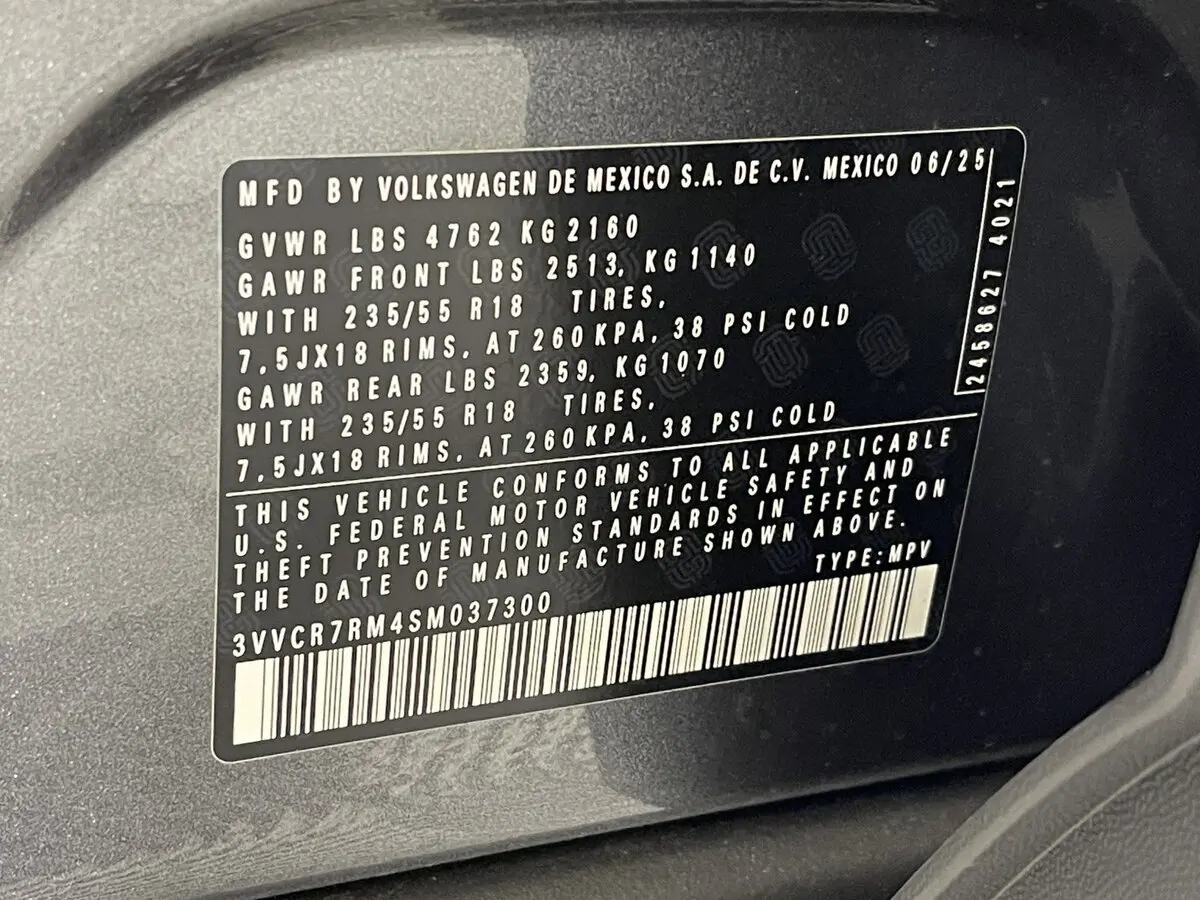 MFD BY VOLKSWAGEN DE MEXICO S.A. DE C.V. MEXICO 06/25
GVWR LBS 4762 KG 2160
GAWR FRONT LBS 2513, KG 1140
WITH 235/55 R18 TIRES,
7,5JX18 RIMS, AT 260 KPA, 38 PSI COLD
GAWR REAR LBS 2359, KG 1070
WITH 235/55 R18 TIRES,
7,5JX18 RIMS, AT 260 KPA, 38 PSI COLD
2458627 4021
THIS VEHICLE CONFORMS TO ALL APPLICABLE
U.S. FEDERAL MOTOR VEHICLE SAFETY AND
THEFT PREVENTION STANDARDS IN EFFECT ON
THE DATE OF MANUFACTURE SHOWN ABOVE.
TYPE:MPV
3VVCR7RM4SM037300